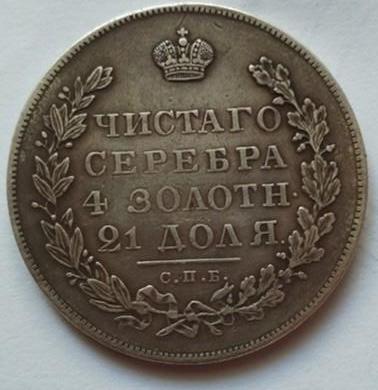 ЧИСТАГО
СЕРЕБРА
4 ЗОЛОТН.
21 ДОЛЯ.
С.П.Б.